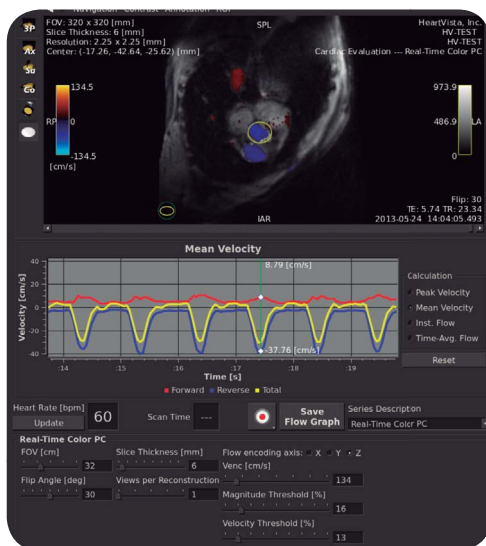 Navigation Contrast Annotation ROI
FOV: 320 x 320 [mm]
Slice Thickness: 6 [mm]
Resolution: 2.25 x 2.25 [mm]
Center: (-17.26, -42.64, -25.62) [mm]
SPL
HeartVista, Inc.
HV-TEST
HV-TEST
Cardiac Evaluation --- Real-Time Color PC
3P
Ax
Sa
Co
134.5
RP 0
-134.5
[cm/s]
973.9
486.9 LA
0
Flip: 30
TE: 5.74 TR: 23.34
IAR
2013-05-24 14:04:05.493
Mean Velocity
8.79 [cm/s]
-37.76 [cm/s]
Velocity [cm/s]
40
20
0
-20
-40
:14 :15 :16 :17 :18 :19
Time [s]
Forward Reverse Total
Calculation
Peak Velocity
Mean Velocity
Inst. Flow
Time-Avg. Flow
Reset
Heart Rate [bpm]
Update
60
Scan Time ---
Save
Flow Graph
Series Description
Real-Time Color PC
Real-Time Color PC
FOV [cm]
32
Slice Thickness [mm]
6
Flow encoding axis: X Y Z
Venc [cm/s]
134
Flip Angle [deg]
30
Views per Reconstruction
1
Magnitude Threshold [%]
16
Velocity Threshold [%]
13